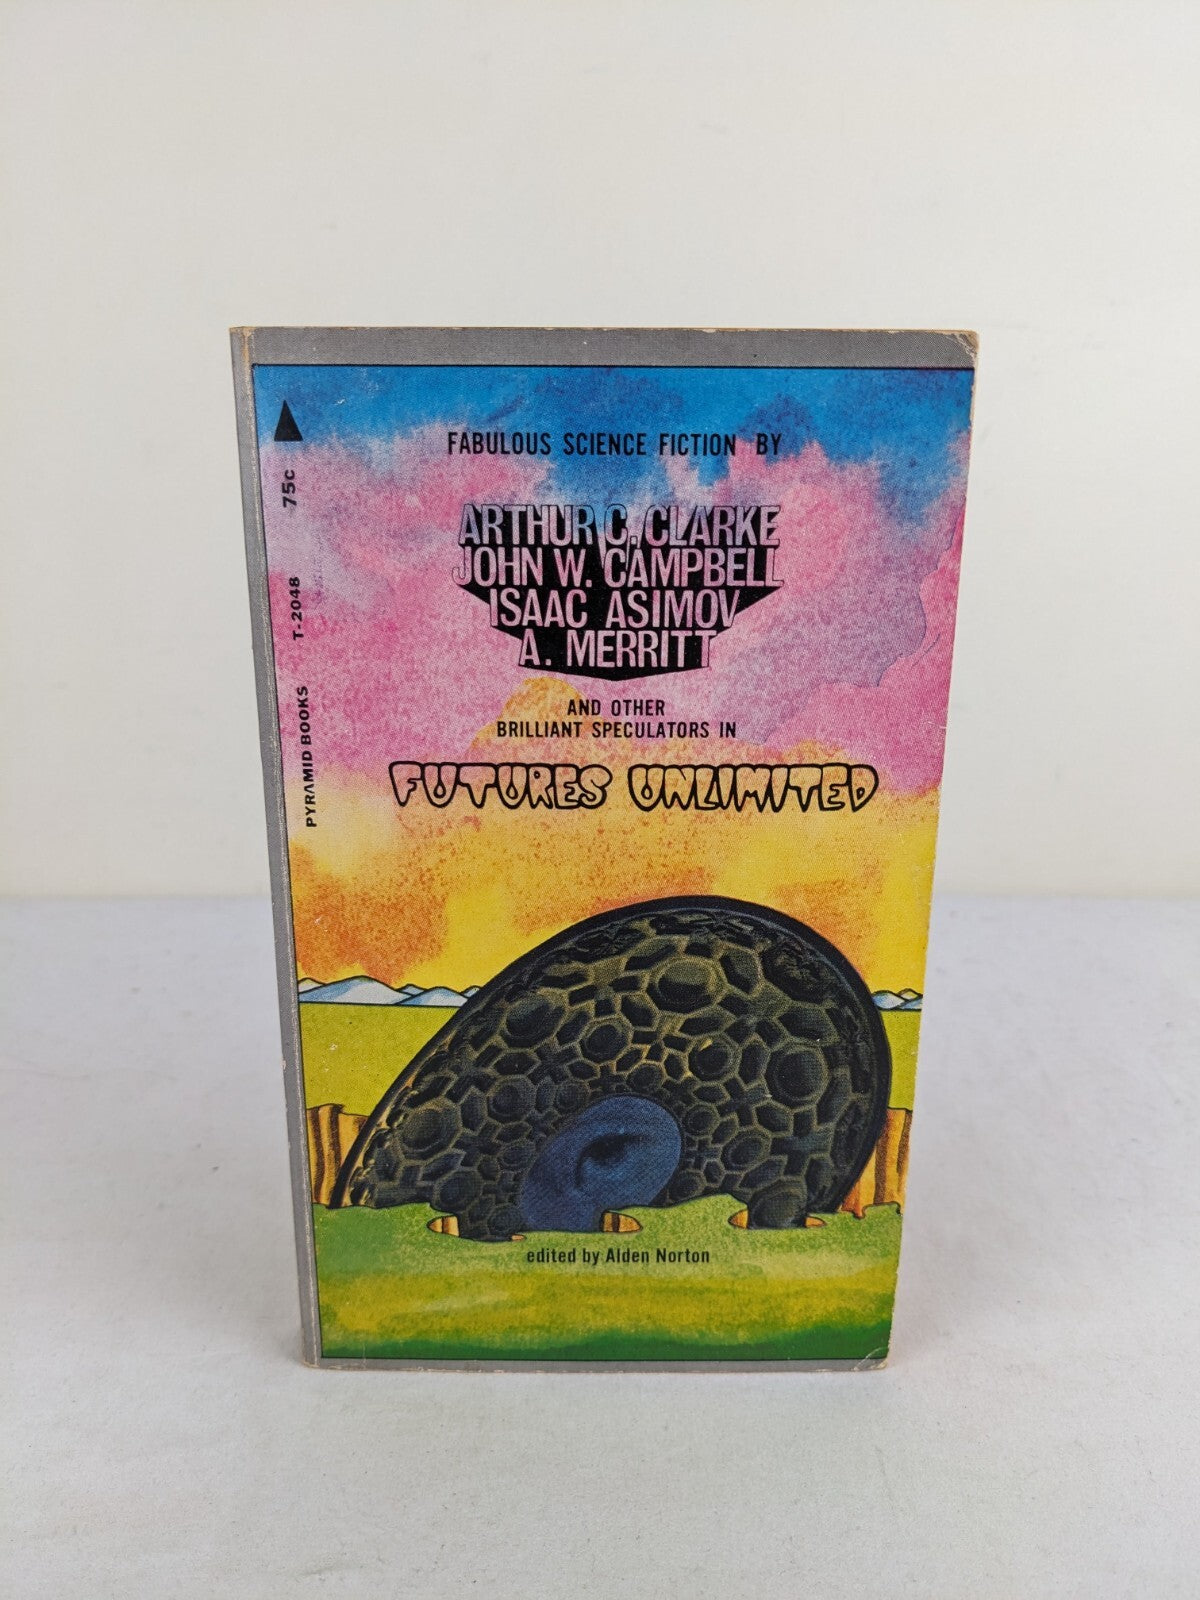 FABULOUS SCIENCE FICTION BY
ARTHUR C. CLARKE
JOHN W. CAMPBELL
ISAAC ASIMOV
A. MERRITT
AND OTHER
BRILLIANT SPECULATORS IN
FUTURES UNLIMITED
edited by Alden Norton
75c
T-2048
PYRAMID BOOKS